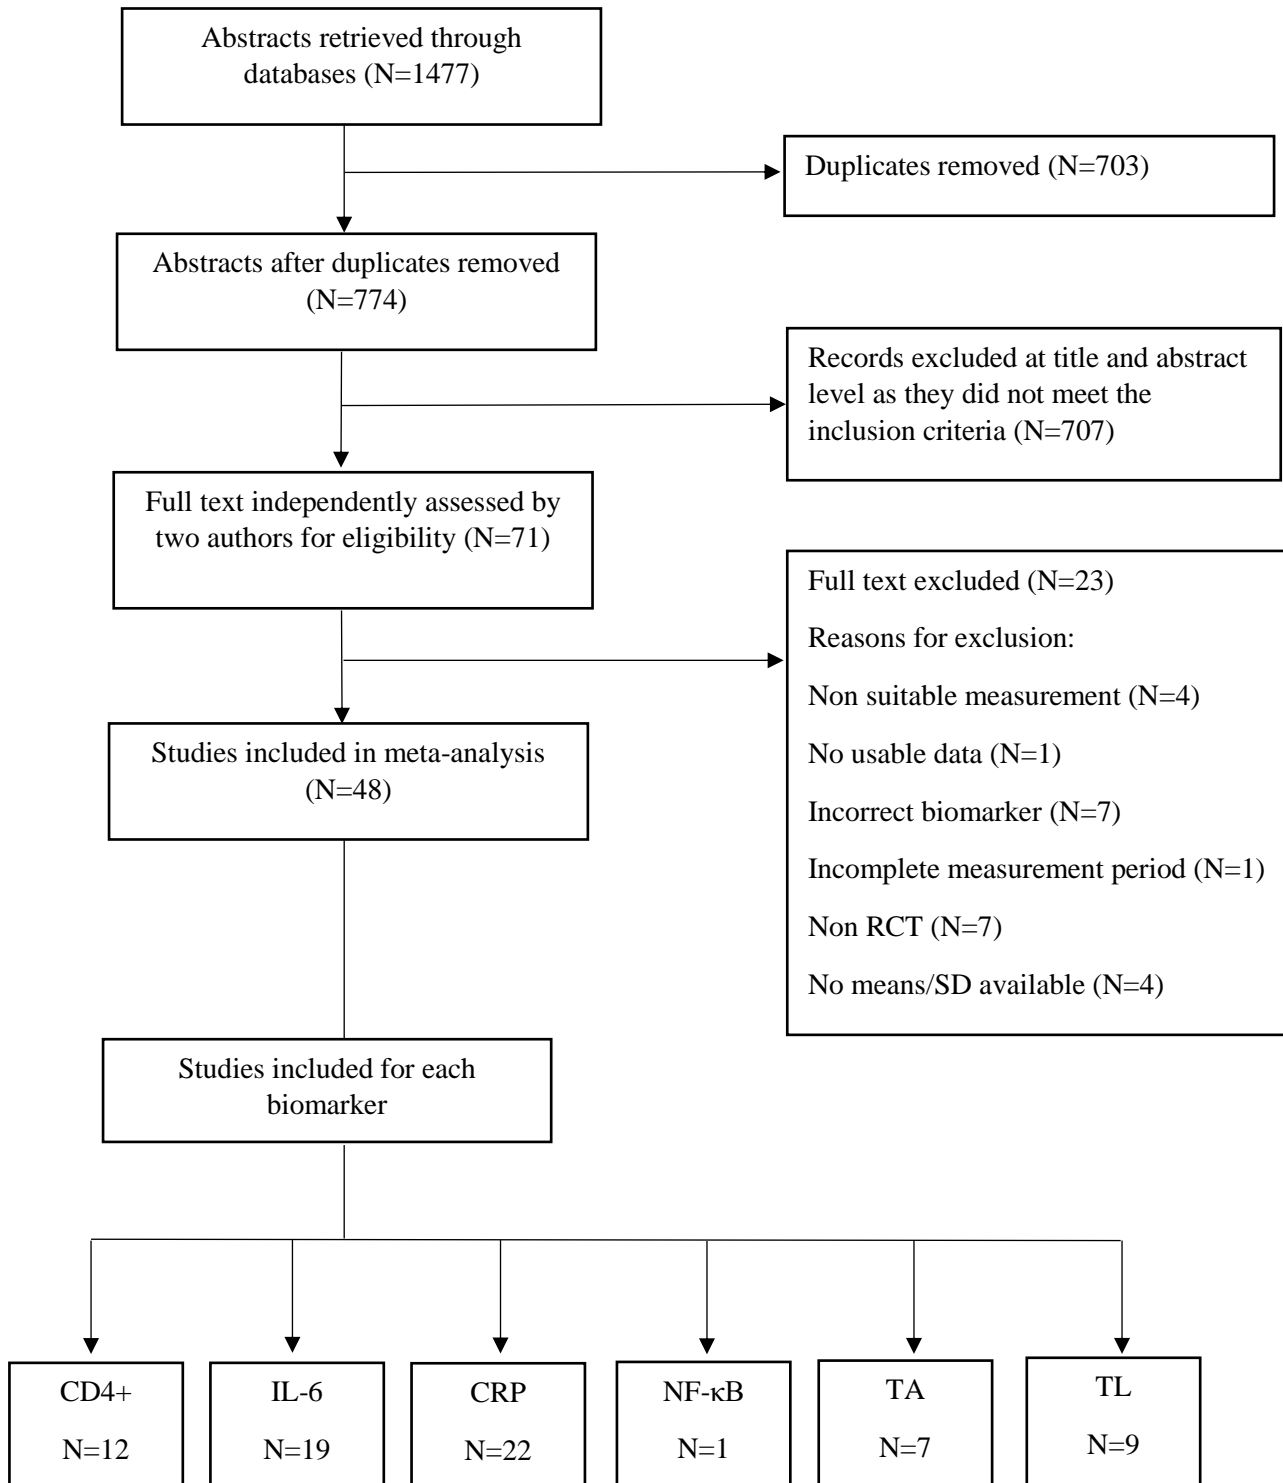 Abstracts retrieved through
databases (N=1477)
Duplicates removed (N=703)
Abstracts after duplicates removed
(N=774)
Records excluded at title and abstract
level as they did not meet the
inclusion criteria (N=707)
Full text independently assessed by
two authors for eligibility (N=71)
Full text excluded (N=23)
Reasons for exclusion:
Non suitable measurement (N=4)
No usable data (N=1)
Incorrect biomarker (N=7)
Incomplete measurement period (N=1)
Non RCT (N=7)
No means/SD available (N=4)
Studies included in meta-analysis
(N=48)
Studies included for each
biomarker
CD4+
N=12
IL-6
N=19
CRP
N=22
NF-κB
N=1
TA
N=7
TL
N=9